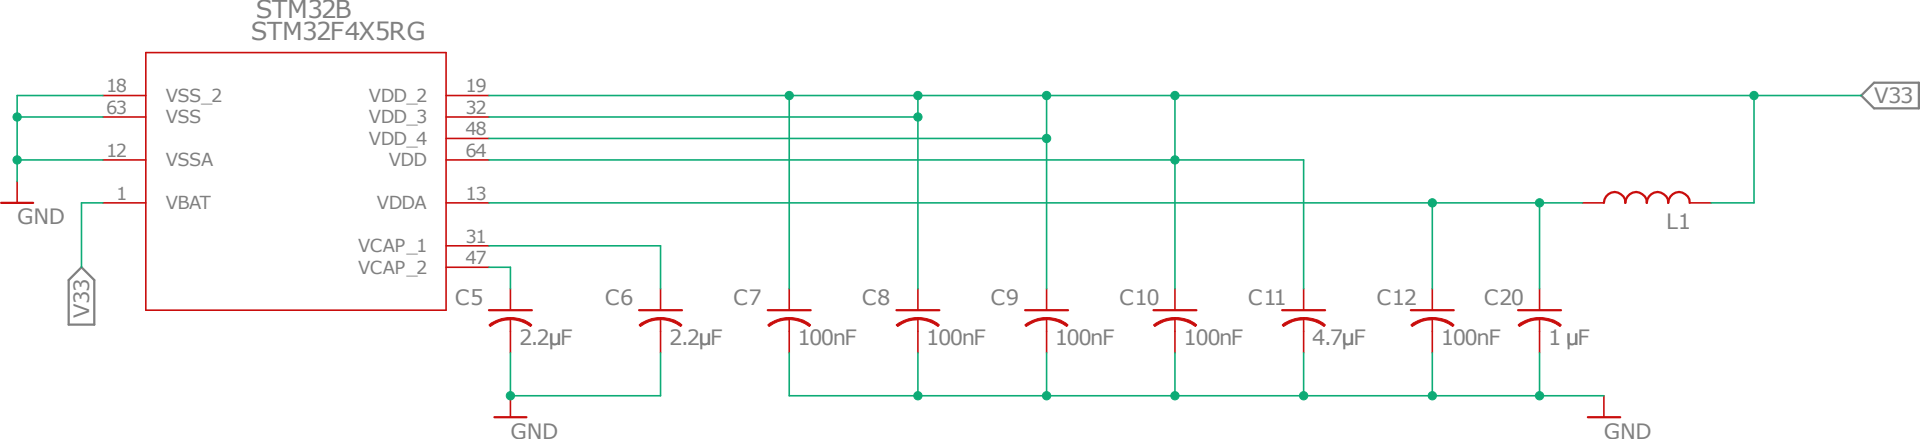 STM32B
STM32F4X5RG
18 VSS_2 VDD_2 19
63 VSS VDD_3 32
VDD_4 48
12 VSSA VDD 64
1 VBAT VDDA 13
VCAP_1 31
VCAP_2 47
GND
V33
V33
L1
C5 C6 C7 C8 C9 C10 C11 C12 C20
2.2µF 2.2µF 100nF 100nF 100nF 100nF 4.7µF 100nF 1 µF
GND GND